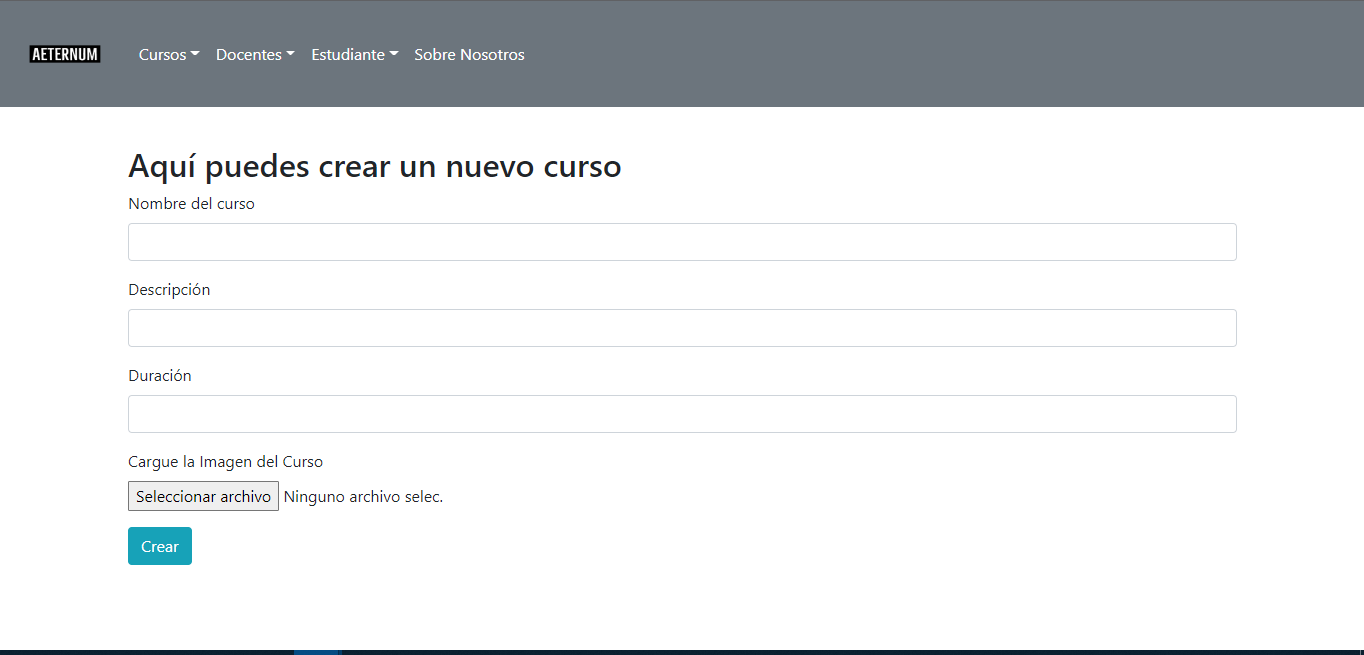 AETERNUM Cursos Docentes Estudiante Sobre Nosotros
Aquí puedes crear un nuevo curso
Nombre del curso
Descripción
Duración
Cargue la Imagen del Curso
Seleccionar archivo Ninguno archivo selec.
Crear